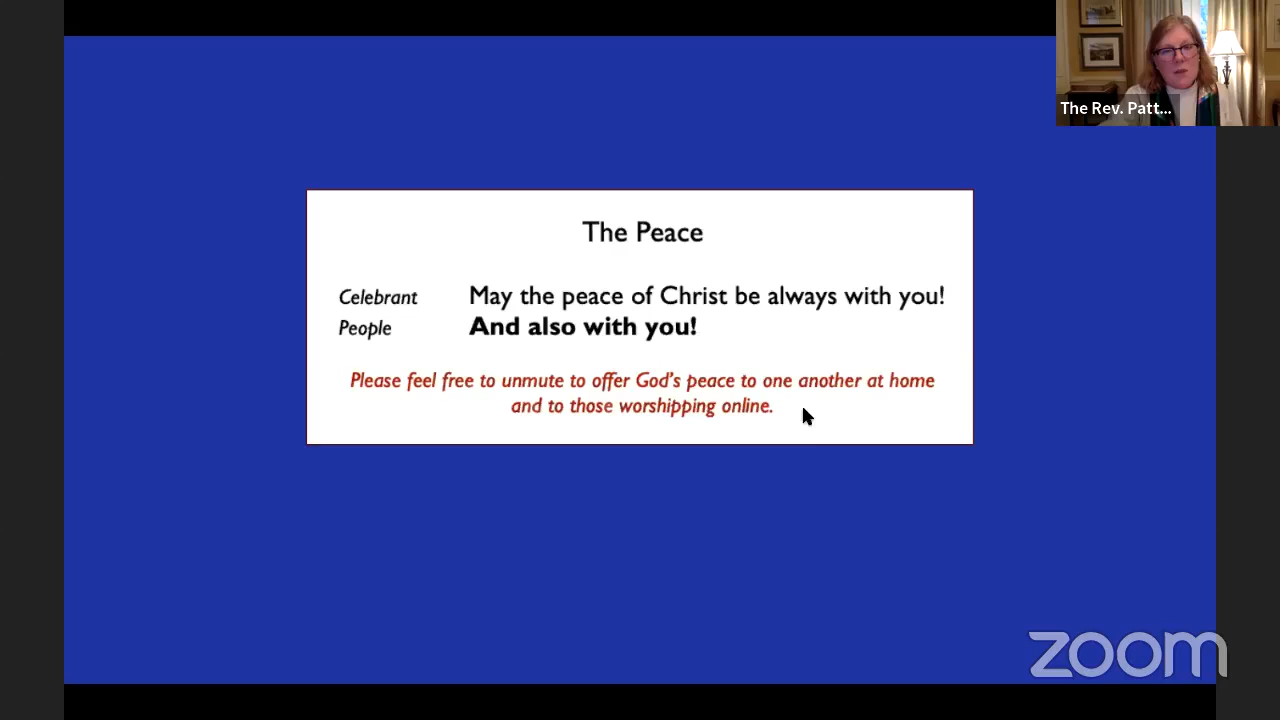 The Rev. Patt...
The Peace
Celebrant May the peace of Christ be always with you!
People And also with you!
Please feel free to unmute to offer God's peace to one another at home
and to those worshipping online.
zoom